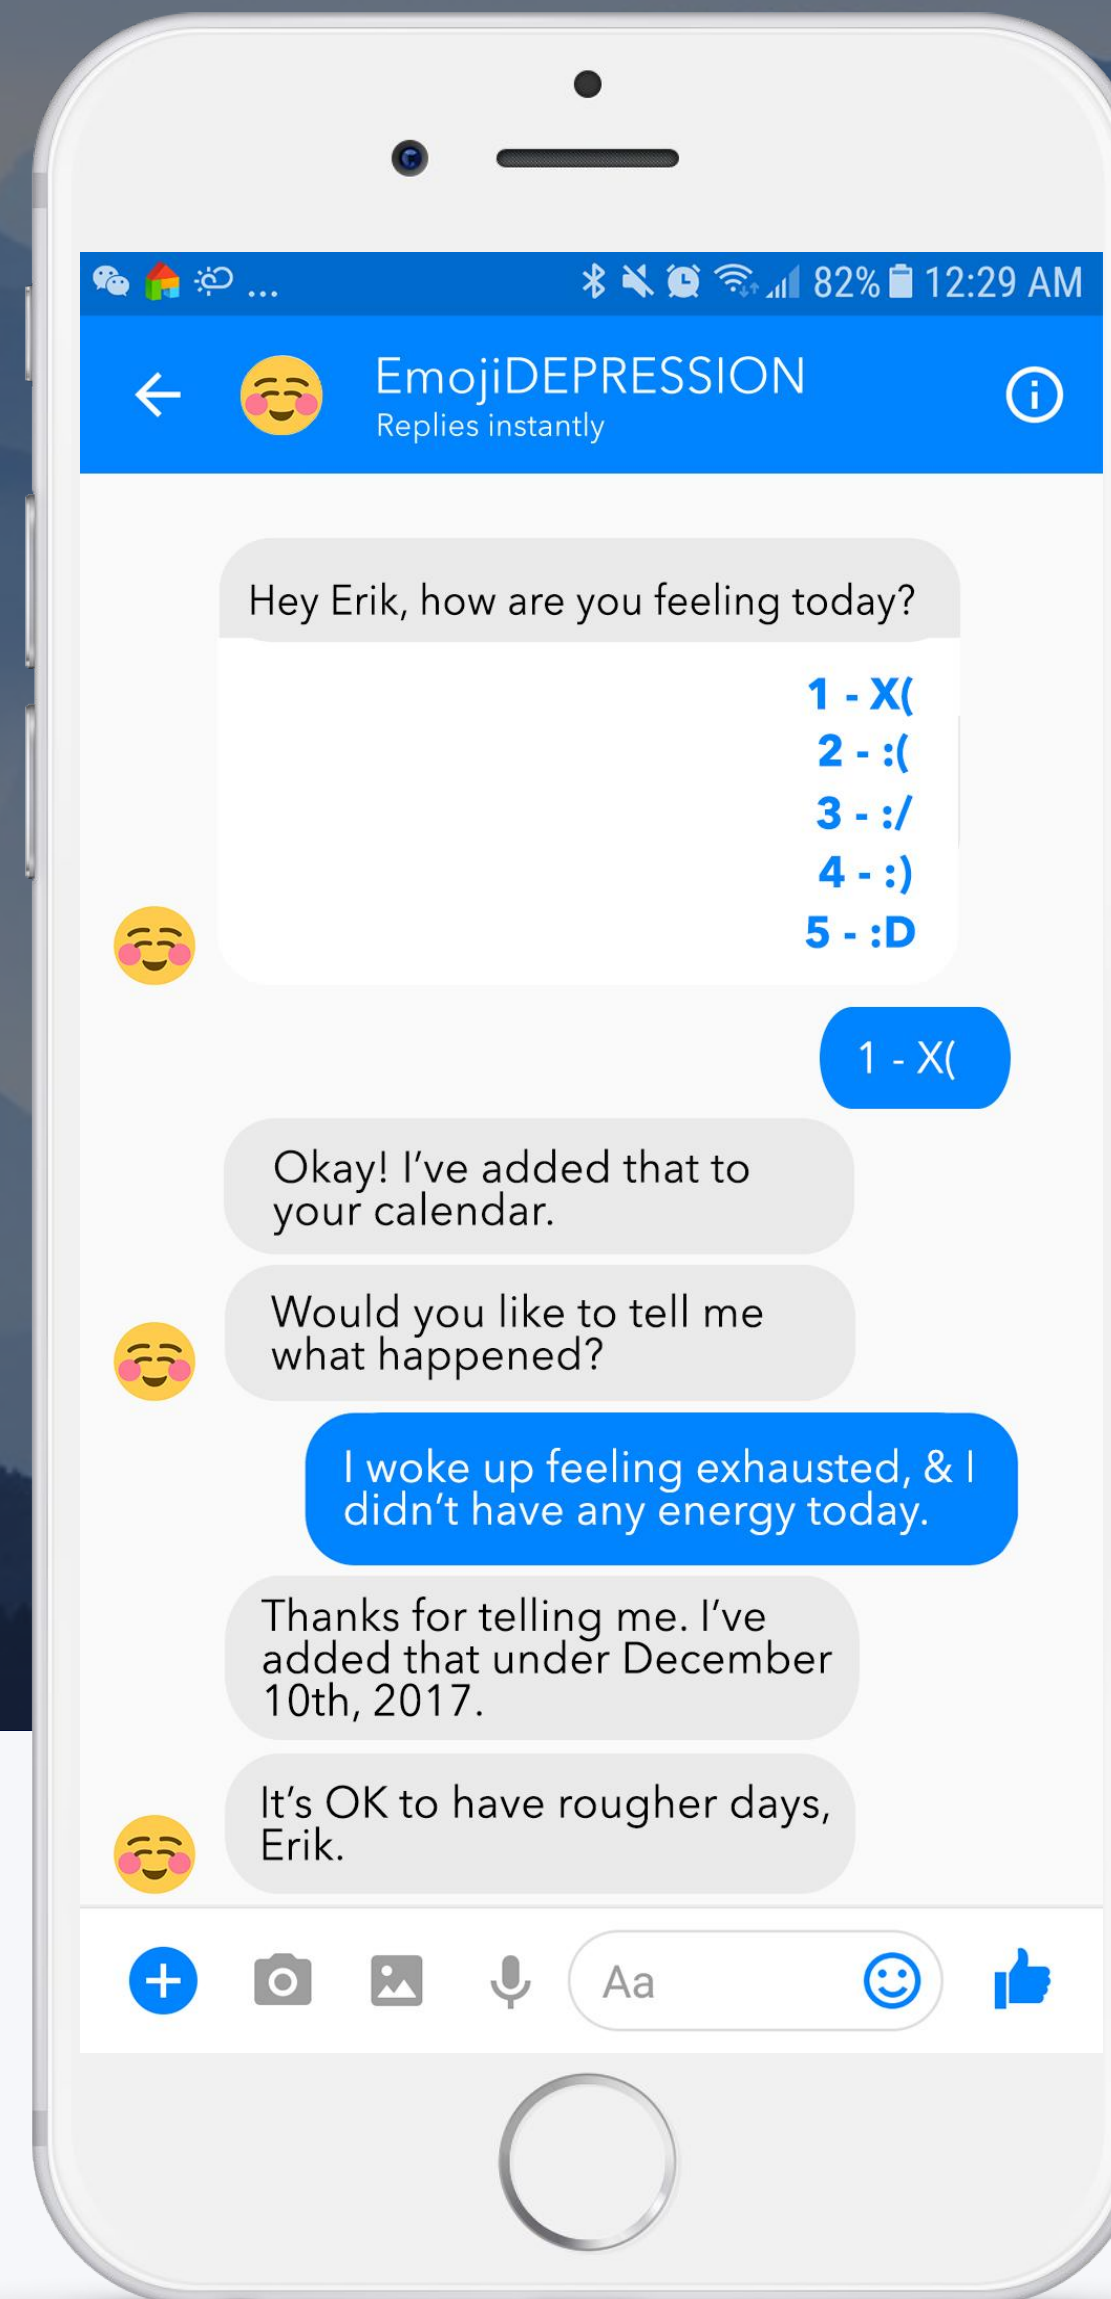 ... 82% 12:29 AM
EmojiDEPRESSION
Replies instantly
Hey Erik, how are you feeling today?
1 - X(
2 - :(
3 - :/
4 - :)
5 - :D
1 - X(
Okay! I've added that to
your calendar.
Would you like to tell me
what happened?
I woke up feeling exhausted, & I
didn't have any energy today.
Thanks for telling me. I've
added that under December
10th, 2017.
It's OK to have rougher days,
Erik.
Aa